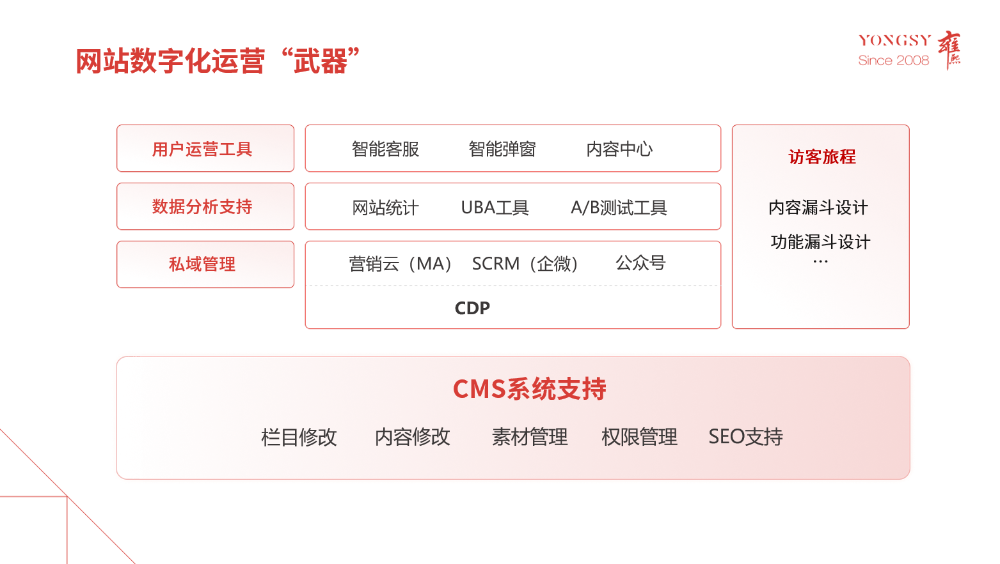 网站数字化运营“武器”
YONGSY
Since 2008
雍熙
用户运营工具
智能客服 智能弹窗 内容中心
数据分析支持
网站统计 UBA工具 A/B测试工具
私域管理
营销云（MA） SCRM（企微） 公众号
CDP
访客旅程
内容漏斗设计
功能漏斗设计
...
CMS系统支持
栏目修改 内容修改 素材管理 权限管理 SEO支持